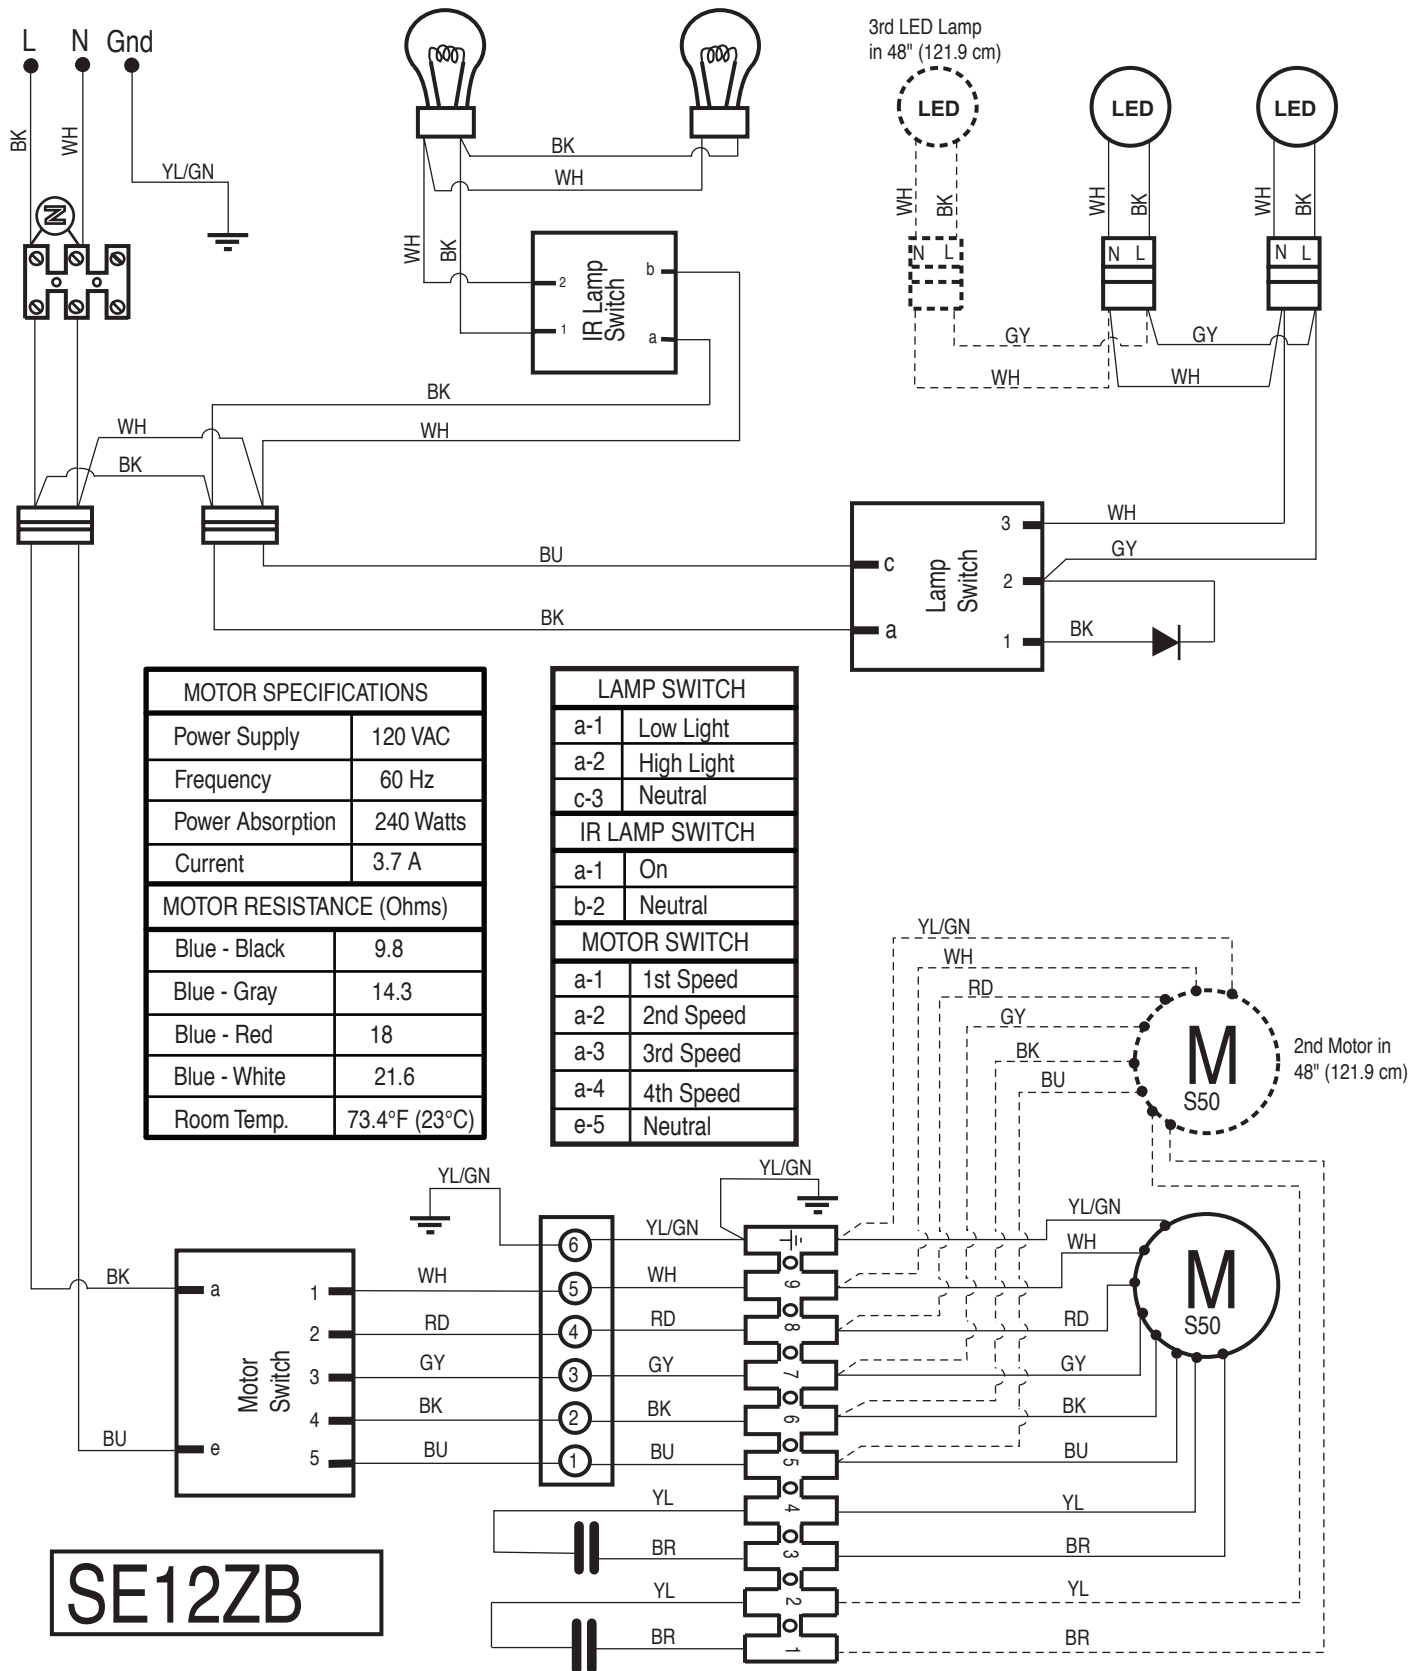 L N Gnd
3rd LED Lamp
in 48" (121.9 cm)
LED
LED
LED
BK
WH
YL/GN
BK
WH
WH
BK
WH
BK
WH
BK
WH
BK
N
N L
N L
N L
2
1
b
a
IR Lamp
Switch
GY
WH
GY
WH
BK
WH
WH
BK
BU
BK
c
a
Lamp
Switch
3
2
1
WH
GY
BK
MOTOR SPECIFICATIONS
Power Supply 120 VAC
Frequency 60 Hz
Power Absorption 240 Watts
Current 3.7 A
MOTOR RESISTANCE (Ohms)
Blue - Black 9.8
Blue - Gray 14.3
Blue - Red 18
Blue - White 21.6
Room Temp. 73.4°F (23°C)
LAMP SWITCH
a-1 Low Light
a-2 High Light
c-3 Neutral
IR LAMP SWITCH
a-1 On
b-2 Neutral
MOTOR SWITCH
a-1 1st Speed
a-2 2nd Speed
a-3 3rd Speed
a-4 4th Speed
e-5 Neutral
YL/GN
WH
RD
GY
BK
BU
M
S50
2nd Motor in
48" (121.9 cm)
YL/GN
YL/GN
BK
BU
a
e
Motor
Switch
1
2
3
4
5
WH
RD
GY
BK
BU
6
5
4
3
2
1
YL/GN
WH
RD
GY
BK
BU
YL
BR
YL
BR
9
8
7
6
5
4
3
2
1
YL/GN
WH
RD
GY
BK
BU
YL
BR
YL
BR
M
S50
SE12ZB